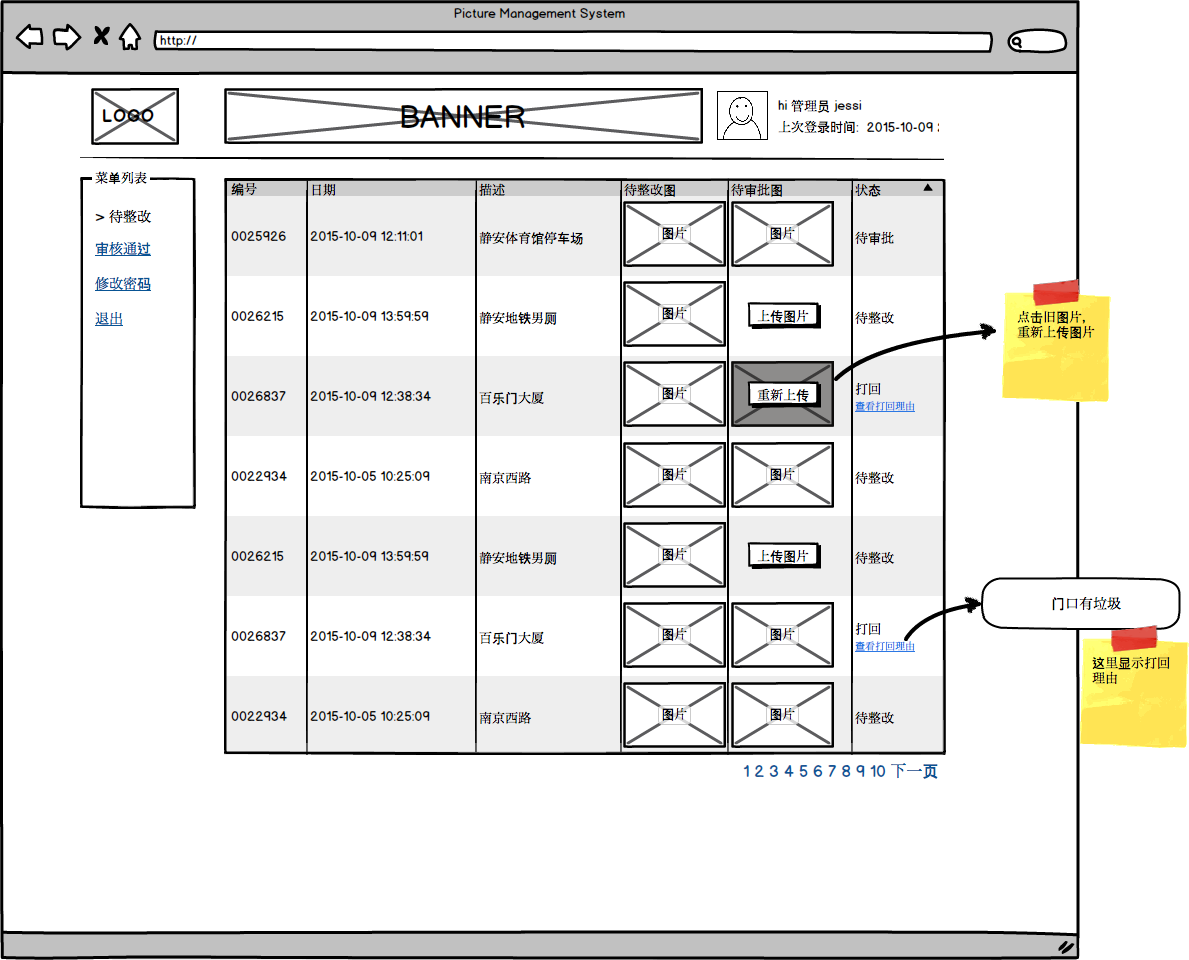 Picture Management System
http://
LOGO
BANNER
hi 管理员 jessi
上次登录时间: 2015-10-09
菜单列表
> 待整改
审核通过
修改密码
退出
编号 日期 描述 待整改图 待审批图 状态
0025926 2015-10-09 12:11:01 静安体育馆停车场 图片 图片 待审批
0026215 2015-10-09 13:59:59 静安地铁男厕 图片 上传图片 待整改
0026837 2015-10-09 12:38:34 百乐门大厦 图片 重新上传 打回
查看打回理由
0022934 2015-10-05 10:25:09 南京西路 图片 图片 待整改
0026215 2015-10-09 13:59:59 静安地铁男厕 图片 上传图片 待整改
0026837 2015-10-09 12:38:34 百乐门大厦 图片 图片 打回
查看打回理由
0022934 2015-10-05 10:25:09 南京西路 图片 图片 待整改
1 2 3 4 5 6 7 8 9 10 下一页
点击旧图片,
重新上传图片
门口有垃圾
这里显示打回
理由